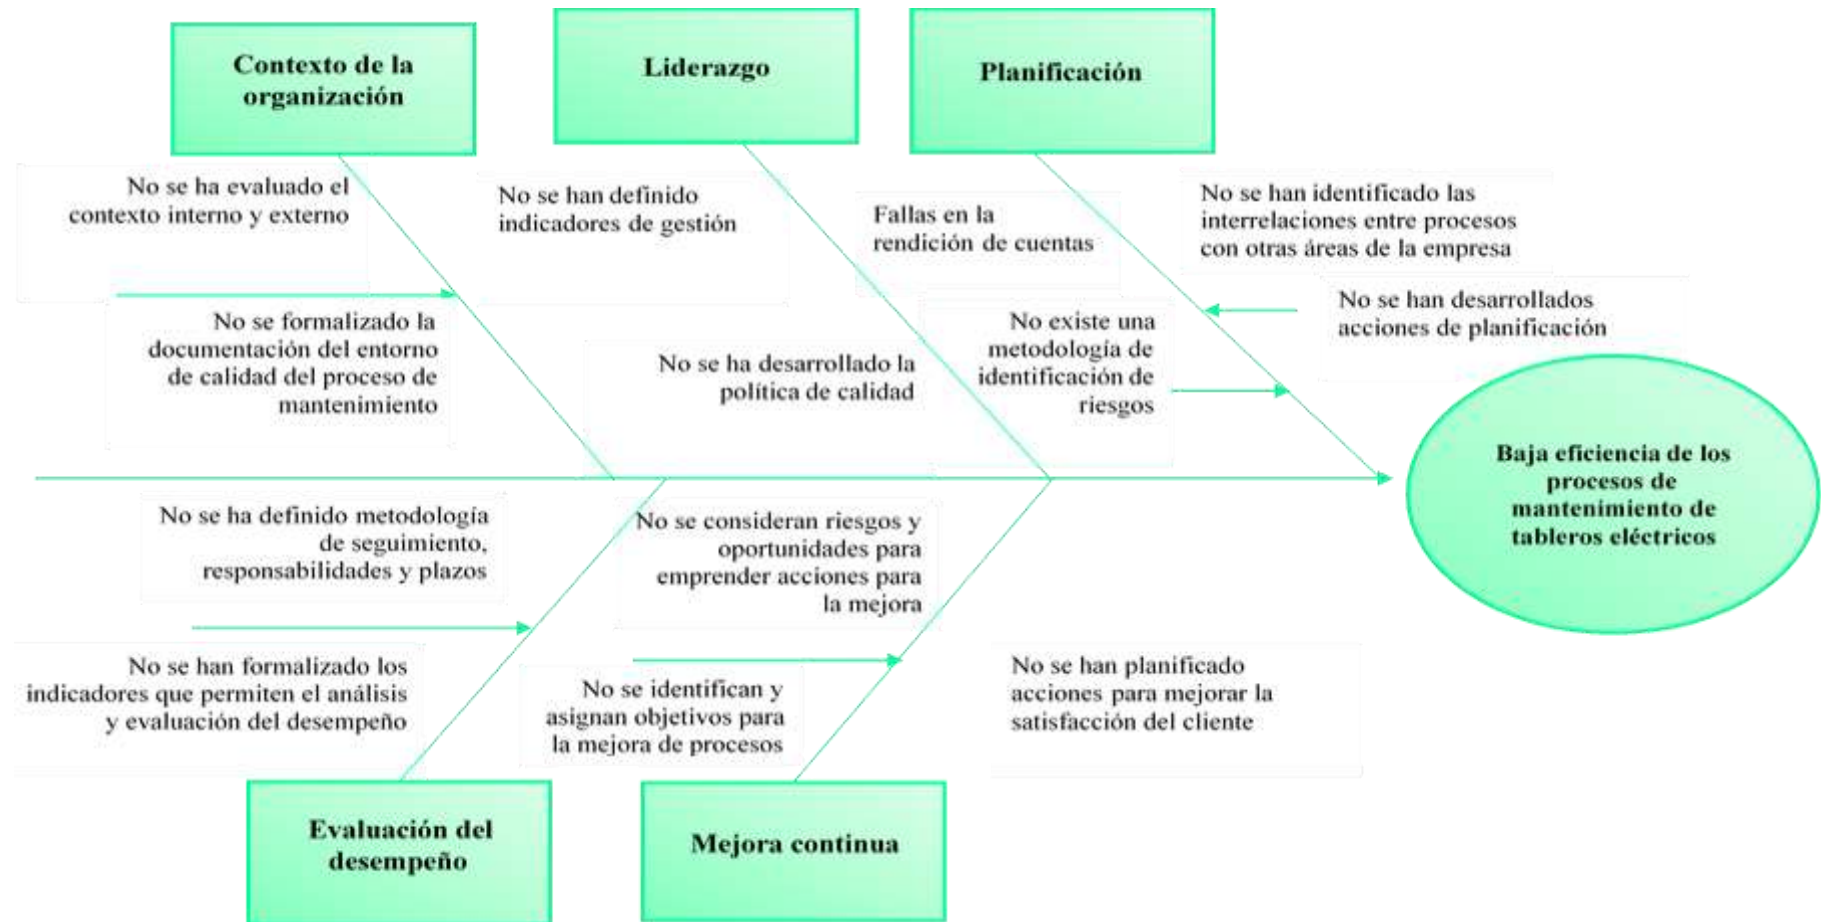 Contexto de la
organización
Liderazgo
Planificación
No se ha evaluado el
contexto interno y externo
No se han definido
indicadores de gestión
Fallas en la
rendición de cuentas
No se han identificado las
interrelaciones entre procesos
con otras áreas de la empresa
No se formalizado la
documentación del entorno
de calidad del proceso de
mantenimiento
No se ha desarrollado la
política de calidad
No existe una
metodología de
identificación de
riesgos
No se han desarrollados
acciones de planificación
Baja eficiencia de los
procesos de
mantenimiento de
tableros eléctricos
No se ha definido metodología
de seguimiento,
responsabilidades y plazos
No se consideran riesgos y
oportunidades para
emprender acciones para
la mejora
No se han formalizado los
indicadores que permiten el análisis
y evaluación del desempeño
No se identifican y
asignan objetivos para
la mejora de procesos
No se han planificado
acciones para mejorar la
satisfacción del cliente
Evaluación del
desempeño
Mejora continua